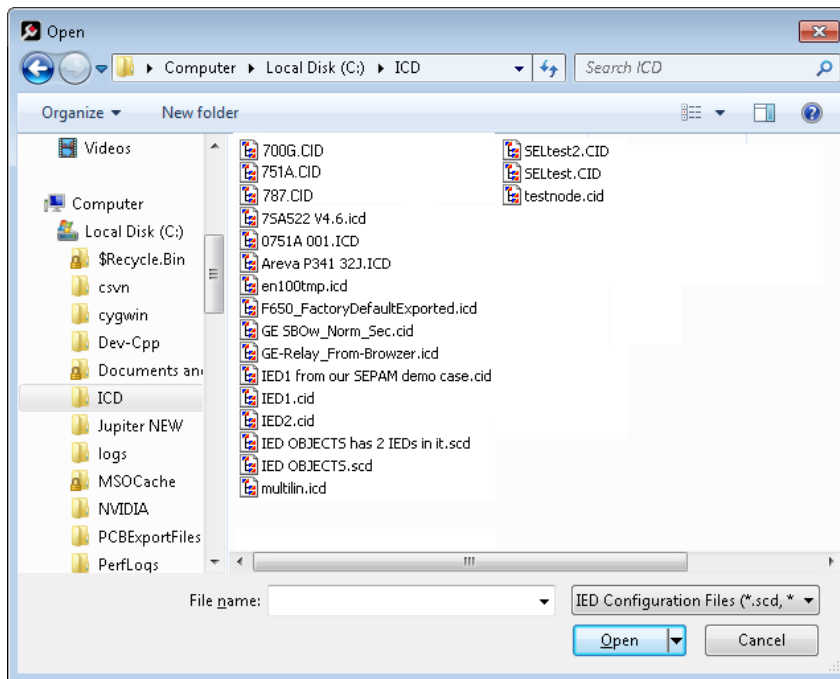 Open
Computer Local Disk (C:) ICD
Search ICD
Organize New folder
Videos
Computer
Local Disk (C:)
$Recycle.Bin
csvn
cygwin
Dev-Cpp
Documents an
ICD
Jupiter NEW
logs
MSOCache
NVIDIA
PCBExportFiles
PerfLogs
700G.CID
751A.CID
787.CID
7SA522 V4.6.icd
0751A 001.ICD
Areva P341 32J.ICD
en100tmp.icd
F650_FactoryDefaultExported.icd
GE SBOw_Norm_Sec.cid
GE-Relay_From-Browzer.icd
IED1 from our SEPAM demo case.cid
IED1.cid
IED2.cid
IED OBJECTS has 2 IEDs in it.scd
IED OBJECTS.scd
multilin.icd
SELtest2.CID
SELtest.CID
testnode.cid
File name:
IED Configuration Files (*.scd, *
Open Cancel